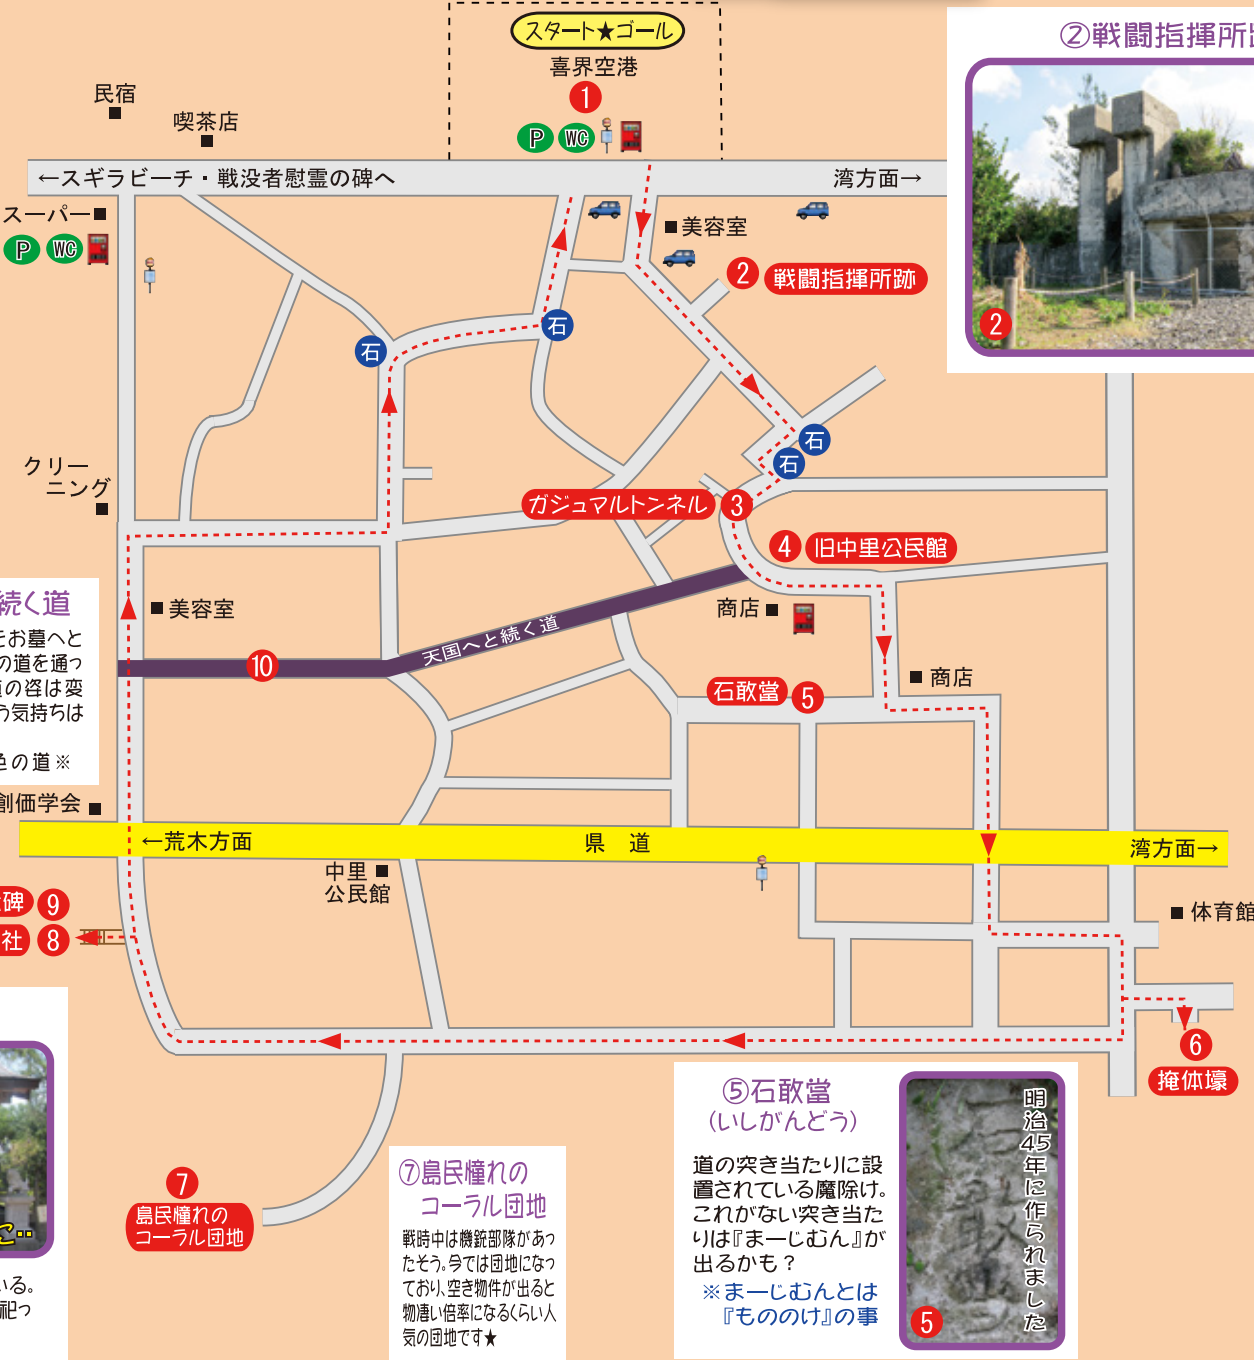 スタート★ゴール
喜界空港
1
P WC
民宿
喫茶店
←スギラビーチ・戦没者慰霊の碑へ
湾方面→
スーパー
P WC
美容室
2 戦闘指揮所跡
②戦闘指揮所
2
石
石
石
石
クリー
ニング
ガジュマルトンネル 3
4 旧中里公民館
続く道
をお墓へと
の道を通っ
の姿は変
う気持ちは
色の道※
美容室
商店
天国へと続く道
10
商店
石敢當 5
創価学会
←荒木方面
県 道
湾方面→
中里
公民館
体育館
碑 9
社 8
6
掩体壕
7
島民憧れの
コーラル団地
⑦島民憧れの
コーラル団地
戦時中は機銃部隊があっ
たそう。今では団地になっ
ており、空き物件が出ると
物凄い倍率になるくらい人
気の団地です★
⑤石敢當
(いしがんどう)
道の突き当たりに設
置されている魔除け。
これがない突き当た
りは『まーじむん』が
出るかも?
※まーじむんとは
『もののけ』の事
明治45年に作られました
5
こ‥
いる。
祀っ